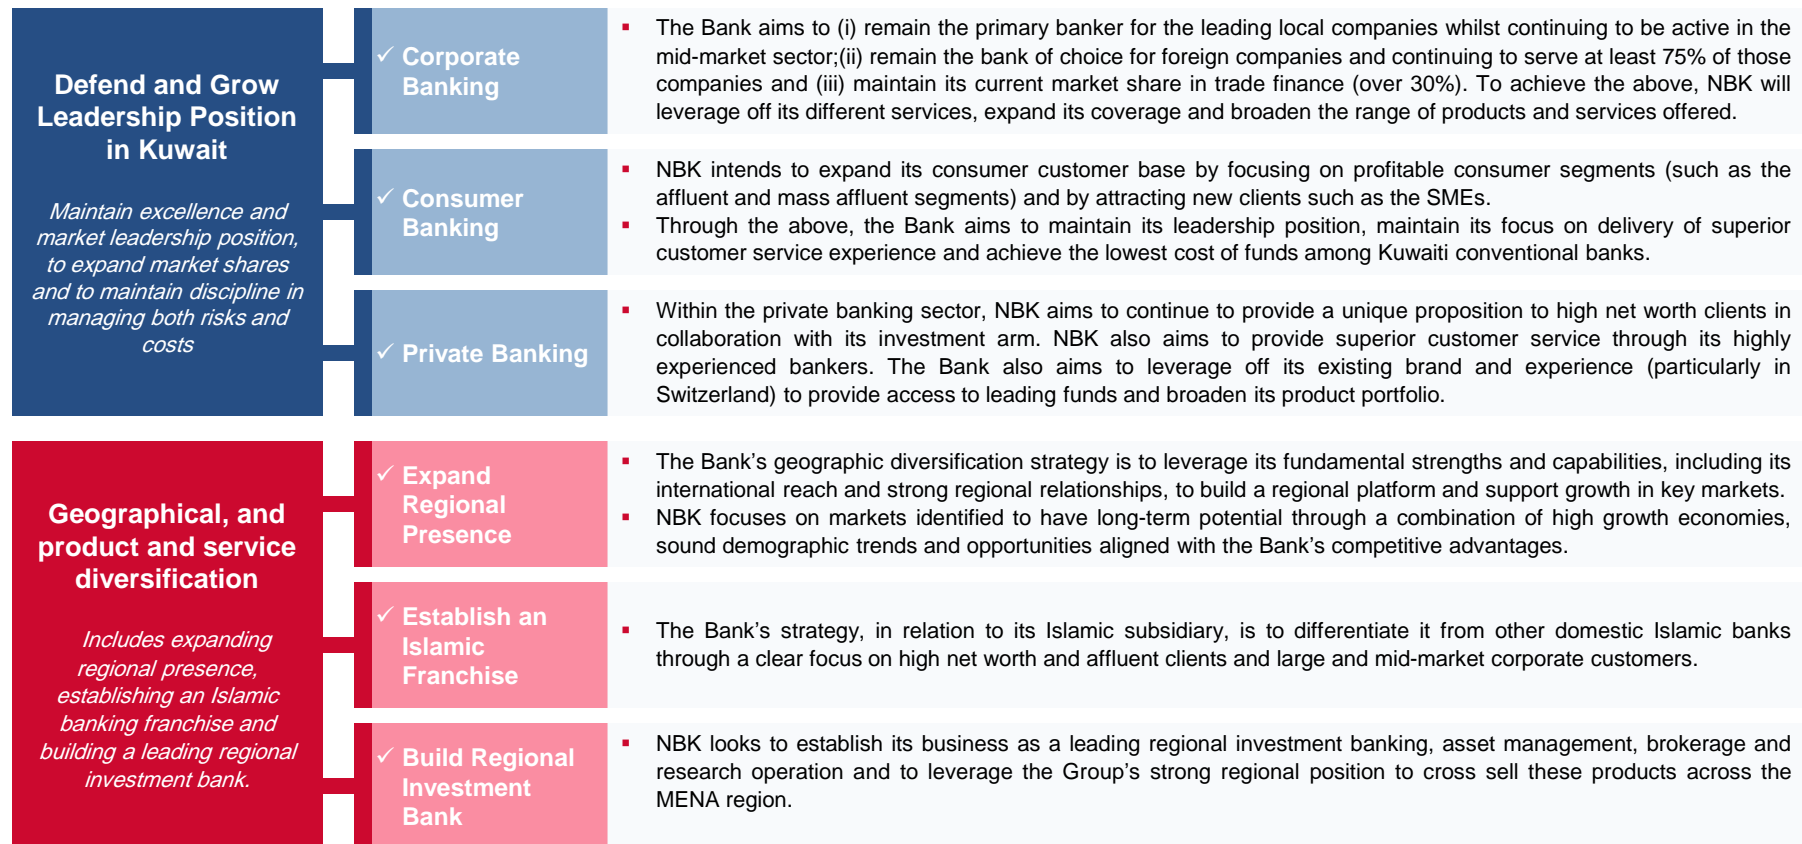 Defend and Grow
Leadership Position
in Kuwait
Maintain excellence and
market leadership position,
to expand market shares
and to maintain discipline in
managing both risks and
costs
✓ Corporate
Banking
▪ The Bank aims to (i) remain the primary banker for the leading local companies whilst continuing to be active in the
mid-market sector;(ii) remain the bank of choice for foreign companies and continuing to serve at least 75% of those
companies and (iii) maintain its current market share in trade finance (over 30%). To achieve the above, NBK will
leverage off its different services, expand its coverage and broaden the range of products and services offered.
✓ Consumer
Banking
▪ NBK intends to expand its consumer customer base by focusing on profitable consumer segments (such as the
affluent and mass affluent segments) and by attracting new clients such as the SMEs.
▪ Through the above, the Bank aims to maintain its leadership position, maintain its focus on delivery of superior
customer service experience and achieve the lowest cost of funds among Kuwaiti conventional banks.
✓ Private Banking
▪ Within the private banking sector, NBK aims to continue to provide a unique proposition to high net worth clients in
collaboration with its investment arm. NBK also aims to provide superior customer service through its highly
experienced bankers. The Bank also aims to leverage off its existing brand and experience (particularly in
Switzerland) to provide access to leading funds and broaden its product portfolio.
Geographical, and
product and service
diversification
Includes expanding
regional presence,
establishing an Islamic
banking franchise and
building a leading regional
investment bank.
✓ Expand
Regional
Presence
▪ The Bank’s geographic diversification strategy is to leverage its fundamental strengths and capabilities, including its
international reach and strong regional relationships, to build a regional platform and support growth in key markets.
▪ NBK focuses on markets identified to have long-term potential through a combination of high growth economies,
sound demographic trends and opportunities aligned with the Bank’s competitive advantages.
✓ Establish an
Islamic
Franchise
▪ The Bank’s strategy, in relation to its Islamic subsidiary, is to differentiate it from other domestic Islamic banks
through a clear focus on high net worth and affluent clients and large and mid-market corporate customers.
✓ Build Regional
Investment
Bank
▪ NBK looks to establish its business as a leading regional investment banking, asset management, brokerage and
research operation and to leverage the Group’s strong regional position to cross sell these products across the
MENA region.